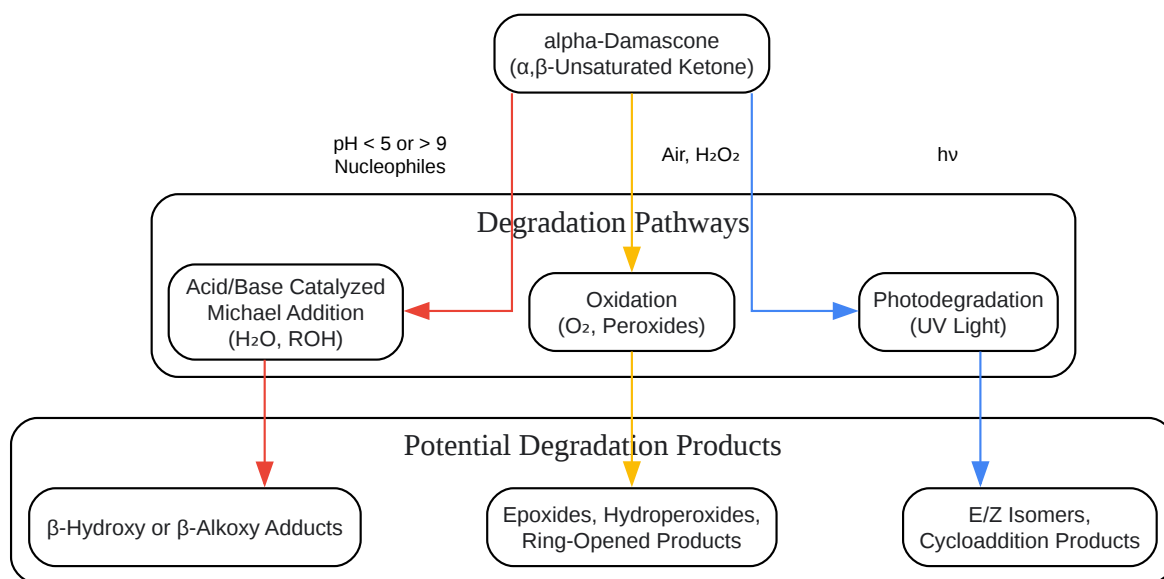 alpha-Damascone
(α,β-Unsaturated Ketone)
pH < 5 or > 9
Nucleophiles
Air, H₂O₂
hν
Degradation Pathways
Acid/Base Catalyzed
Michael Addition
(H₂O, ROH)
Oxidation
(O₂, Peroxides)
Photodegradation
(UV Light)
Potential Degradation Products
β-Hydroxy or β-Alkoxy Adducts
Epoxides, Hydroperoxides,
Ring-Opened Products
E/Z Isomers,
Cycloaddition Products